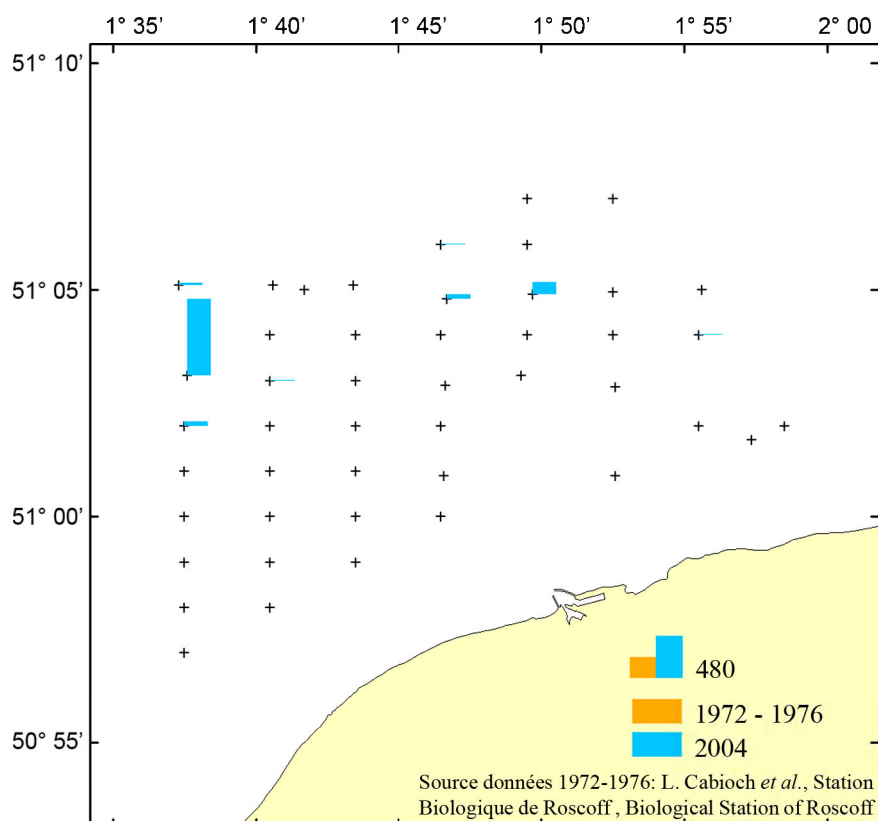 1° 35’ 1° 40’ 1° 45’ 1° 50’ 1° 55’ 2° 00’
51° 10’
51° 05’
51° 00’
50° 55’
480
1972 - 1976
2004
Source données 1972-1976: L. Cabioch et al., Station
Biologique de Roscoff , Biological Station of Roscoff